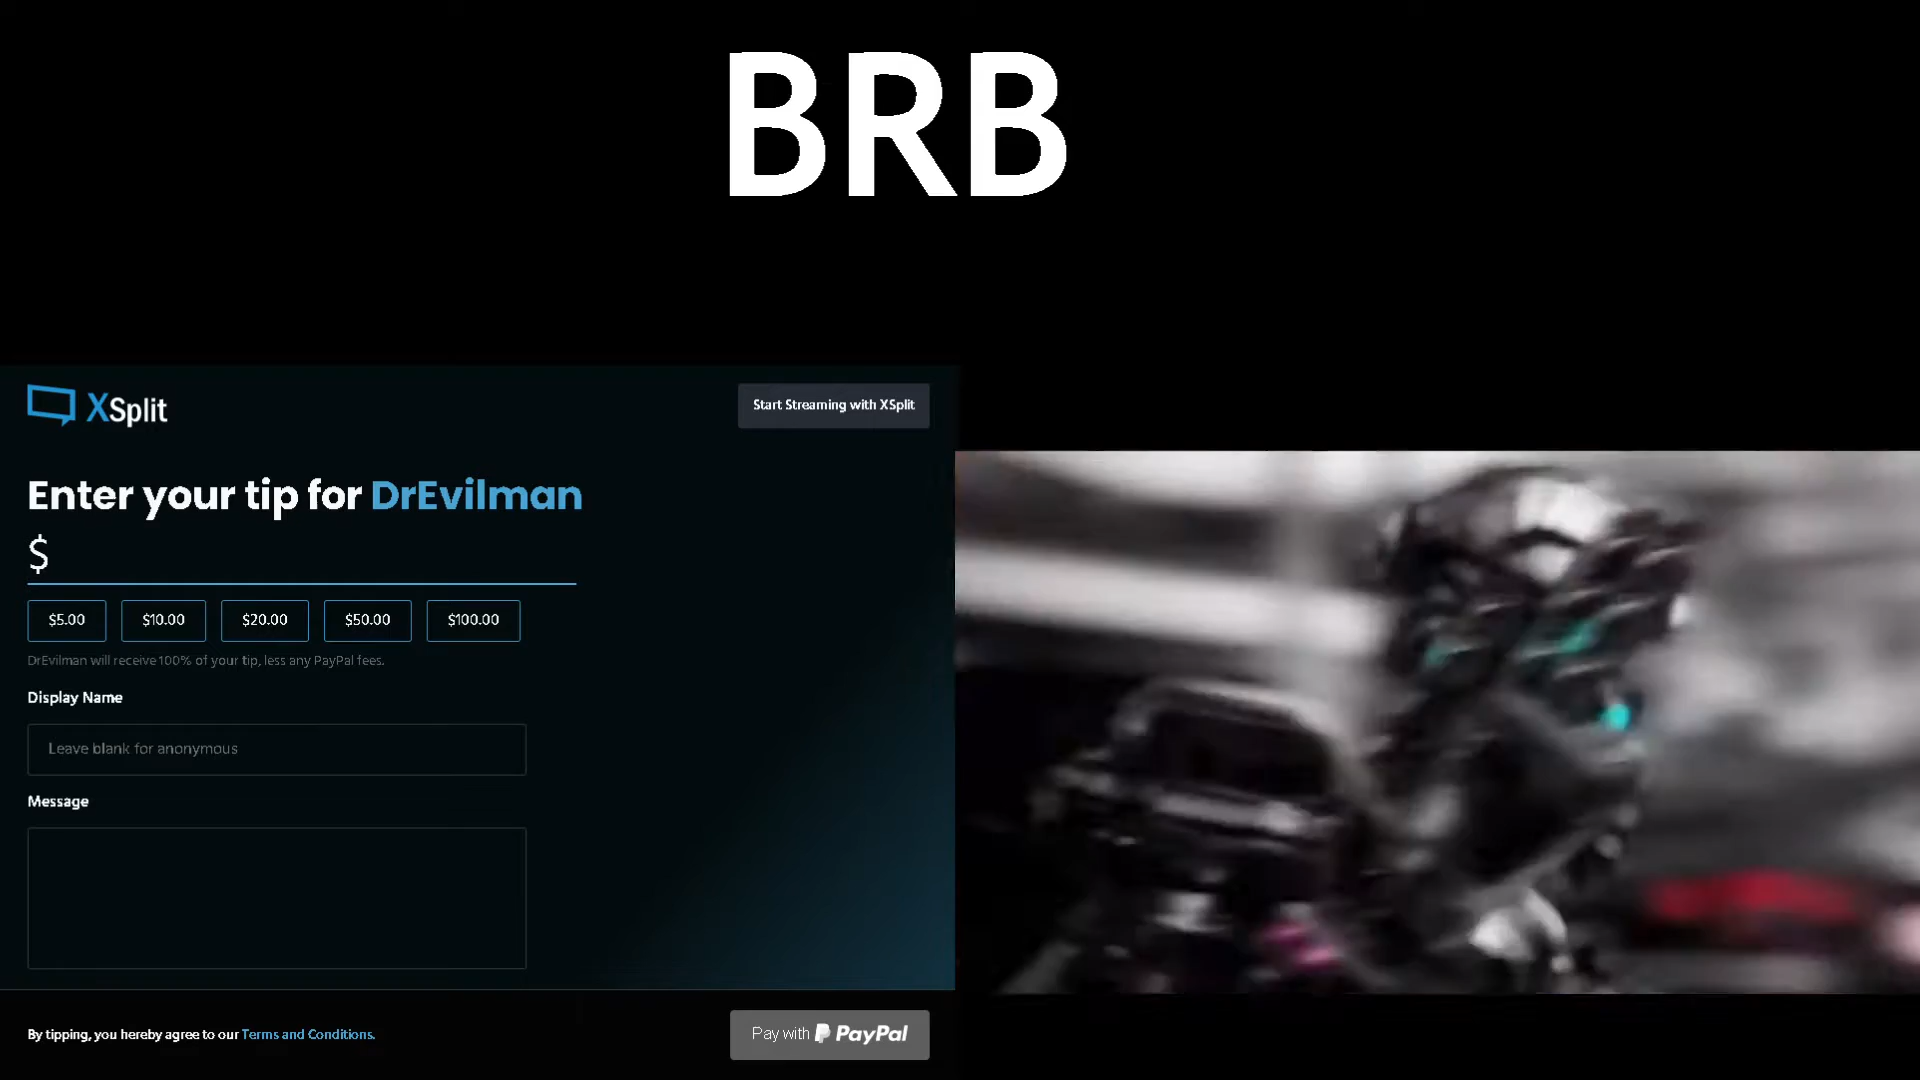 BRB
XSplit
Start Streaming with XSplit
Enter your tip for DrEvilman
$
$5.00
$10.00
$20.00
$50.00
$100.00
DrEvilman will receive 100% of your tip, less any PayPal fees.
Display Name
Leave blank for anonymous
Message
By tipping, you hereby agree to our Terms and Conditions.
Pay with PayPal